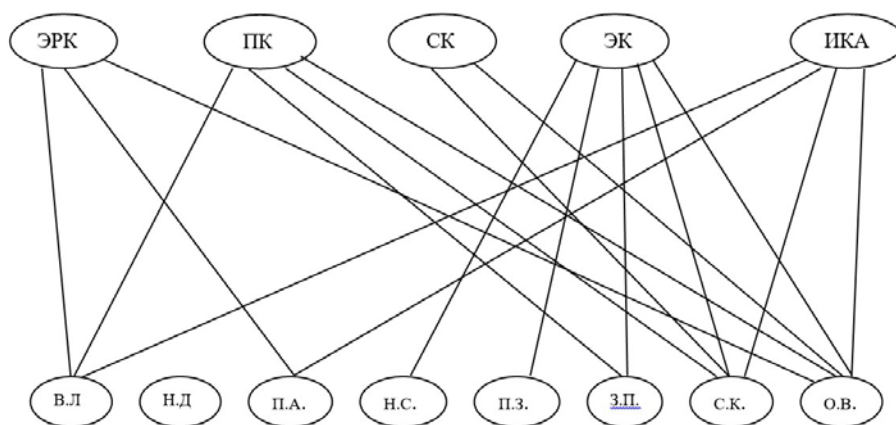 ЭРК ПК СК ЭК ИКА
В.Л Н.Д П.А. Н.С. П.З. З.П. С.К. О.В.